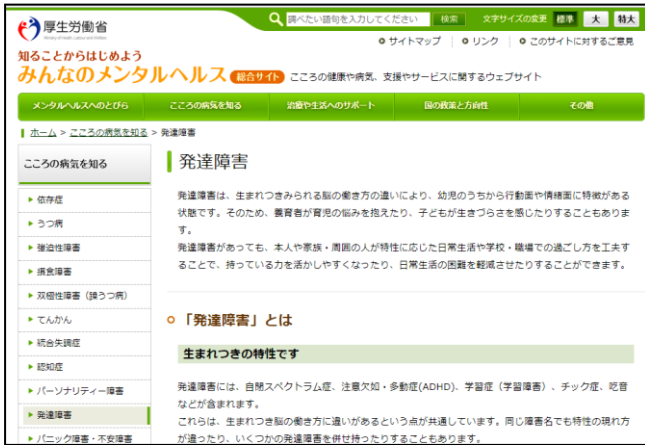 厚生労働省
Ministry of Health, Labour and Welfare
調べたい語句を入力してください 検索 文字サイズの変更 標準 大 特大
サイトマップ リンク このサイトに対するご意見
知ることからはじめよう
みんなのメンタルヘルス 総合サイト こころの健康や病気、支援やサービスに関するウェブサイト
メンタルヘルスへのとびら こころの病気を知る 治療や生活へのサポート 国の政策と方向性 その他
ホーム > こころの病気を知る > 発達障害
こころの病気を知る
依存症
うつ病
強迫性障害
摂食障害
双極性障害（躁うつ病）
てんかん
統合失調症
認知症
パーソナリティー障害
発達障害
パニック障害・不安障害
発達障害
発達障害は、生まれつきみられる脳の働き方の違いにより、幼児のうちから行動面や情緒面に特徴がある
状態です。そのため、養育者が育児の悩みを抱えたり、子どもが生きづらさを感じたりすることもありま
す。
発達障害があっても、本人や家族・周囲の人が特性に応じた日常生活や学校・職場での過ごし方を工夫す
ることで、持っている力を活かしやすくなったり、日常生活の困難を軽減させたりすることができます。
「発達障害」とは
生まれつきの特性です
発達障害には、自閉スペクトラム症、注意欠如・多動症(ADHD)、学習症（学習障害）、チック症、吃音
などが含まれます。
これらは、生まれつき脳の働き方に違いがあるという点が共通しています。同じ障害名でも特性の現れ方
が違ったり、いくつかの発達障害を併せ持ったりすることもあります。